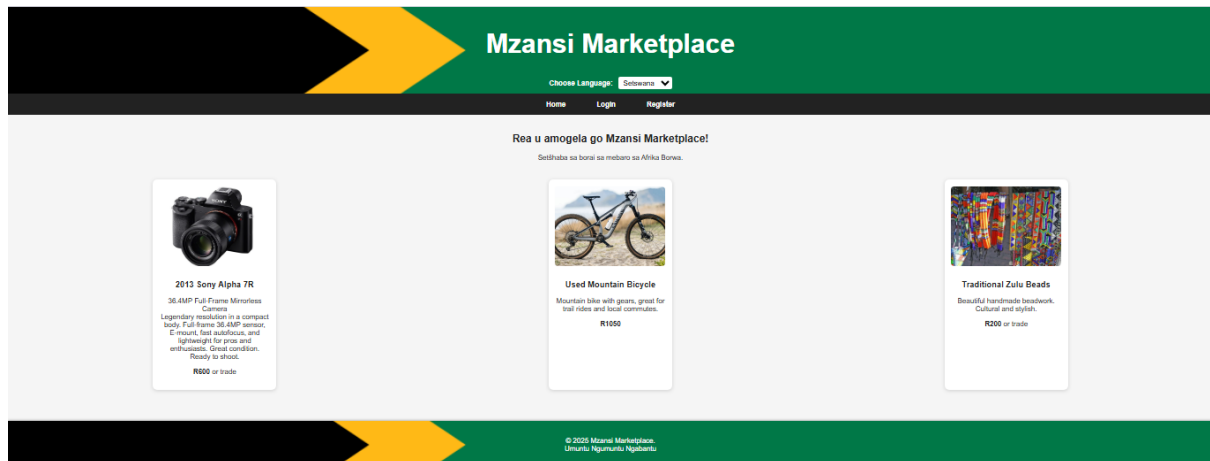 Mzansi Marketplace
Choose Language: Setswana
Home Login Register
Rea u amogela go Mzansi Marketplace!
Setšhaba sa borai sa mebaro sa Afrika Borwa.
SONY
2013 Sony Alpha 7R
36.4MP Full-Frame Mirrorless
Camera
Legendary resolution in a compact
body. Full-frame 36.4MP sensor,
E-mount, fast autofocus, and
lightweight for pros and
enthusiasts. Great condition.
Ready to shoot.
R600 or trade
Used Mountain Bicycle
Mountain bike with gears, great for
trail rides and local commutes.
R1050
Traditional Zulu Beads
Beautiful handmade beadwork.
Cultural and stylish.
R200 or trade
© 2025 Mzansi Marketplace.
Umuntu Ngumuntu Ngabantu